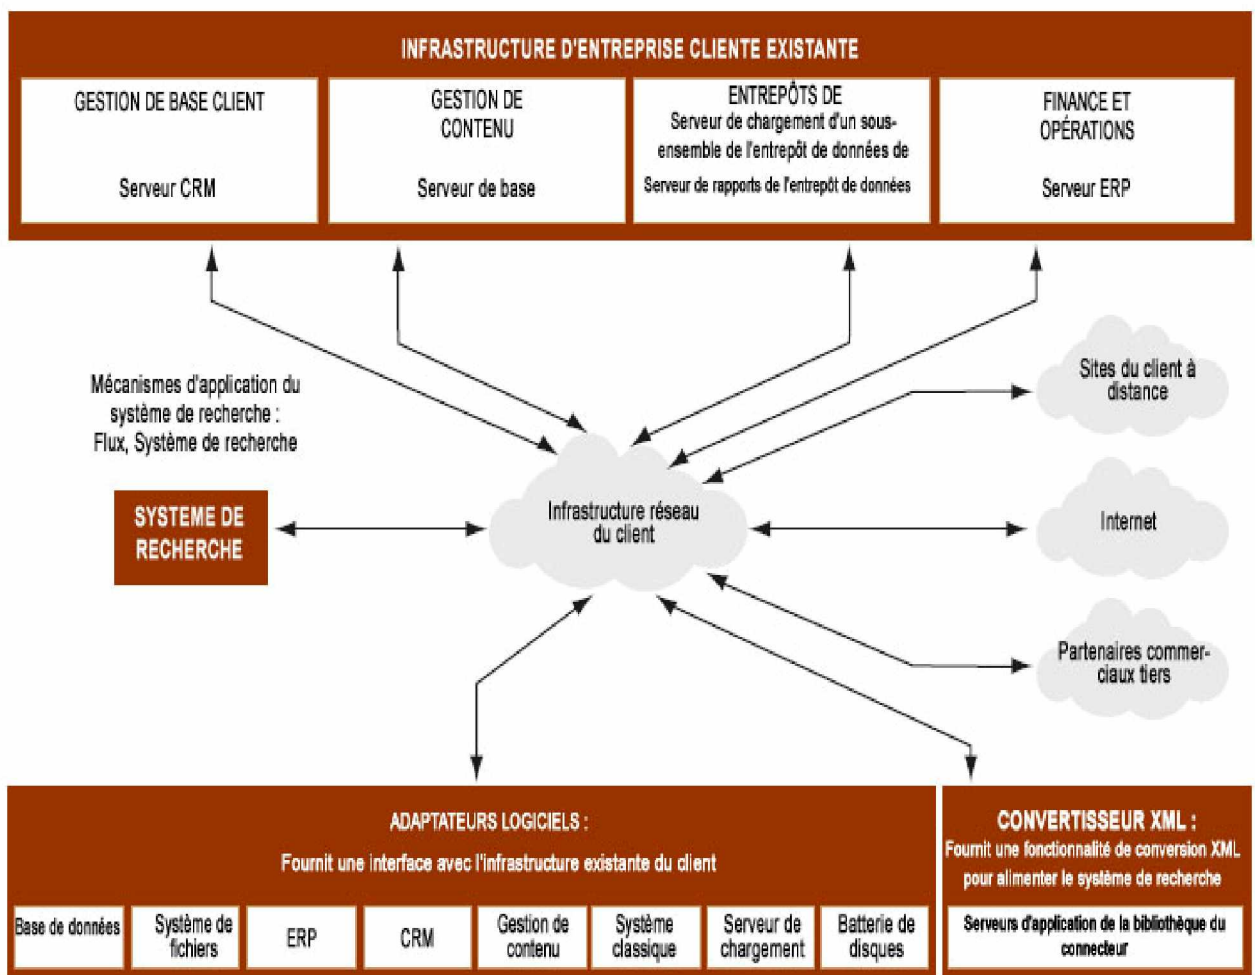 INFRASTRUCTURE D'ENTREPRISE CLIENTE EXISTANTE
GESTION DE BASE CLIENT
Serveur CRM
GESTION DE
CONTENU
Serveur de base
ENTREPÔTS DE
Serveur de chargement d'un sous-
ensemble de l'entrepôt de données de
Serveur de rapports de l'entrepôt de données
FINANCE ET
OPÉRATIONS
Serveur ERP
Mécanismes d'application du
système de recherche :
Flux, Système de recherche
SYSTEME DE
RECHERCHE
Infrastructure réseau
du client
Sites du client à
distance
Internet
Partenaires commer-
ciaux tiers
ADAPTATEURS LOGICIELS :
Fournit une interface avec l'infrastructure existante du client
Base de données
Système de
fichiers
ERP
CRM
Gestion de
contenu
Système
classique
Serveur de
chargement
Batterie de
disques
CONVERTISSEUR XML :
Fournit une fonctionnalité de conversion XML
pour alimenter le système de recherche
Serveurs d'application de la bibliothèque du
connecteur